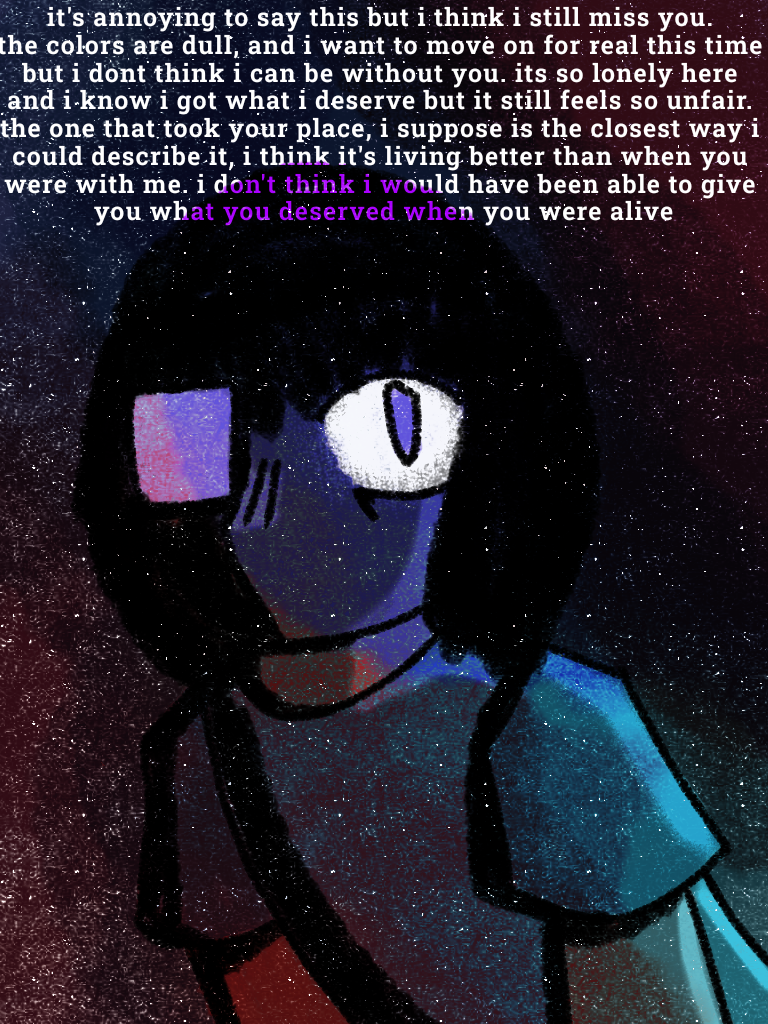 it's annoying to say this but i think i still miss you.
the colors are dull, and i want to move on for real this time
but i dont think i can be without you. its so lonely here
and i know i got what i deserve but it still feels so unfair.
the one that took your place, i suppose is the closest way i
could describe it, i think it's living better than when you
were with me. i don't think i would have been able to give
you what you deserved when you were alive